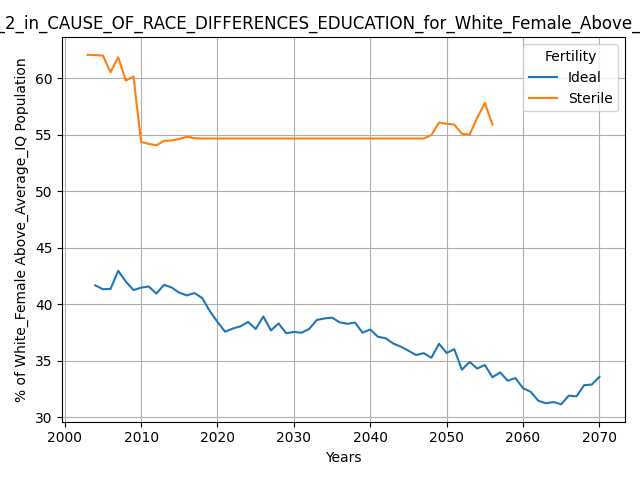 _2_in_CAUSE_OF_RACE_DIFFERENCES_EDUCATION_for_White_Female_Above_
Fertility
Ideal
Sterile
% of White_Female Above_Average_IQ Population
60
55
50
45
40
35
30
2000 2010 2020 2030 2040 2050 2060 2070
Years